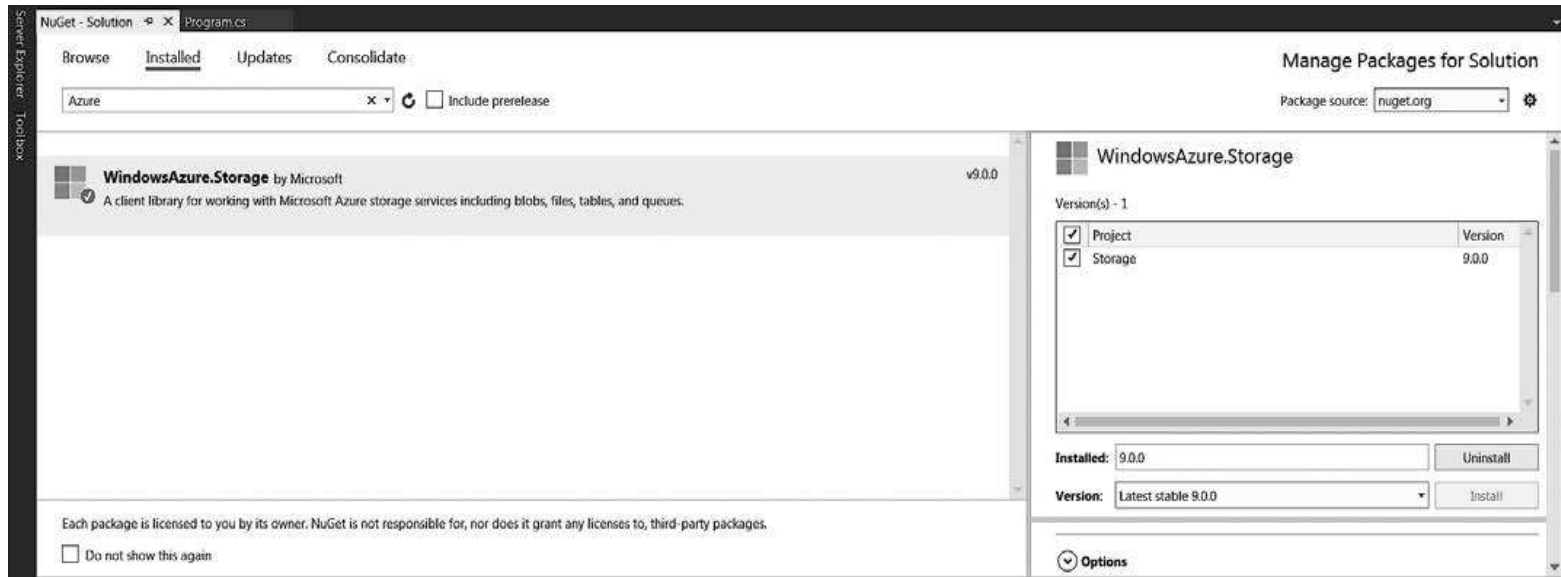 Server Explorer Toolbox
NuGet - Solution Program.cs
Browse Installed Updates Consolidate
Manage Packages for Solution
Azure
Include prerelease
Package source: nuget.org
WindowsAzure.Storage by Microsoft
v9.0.0
A client library for working with Microsoft Azure storage services including blobs, files, tables, and queues.
WindowsAzure.Storage
Version(s) - 1
Project Version
Storage 9.0.0
Installed: 9.0.0 Uninstall
Version: Latest stable 9.0.0 Install
Options
Each package is licensed to you by its owner. NuGet is not responsible for, nor does it grant any licenses to, third-party packages.
Do not show this again